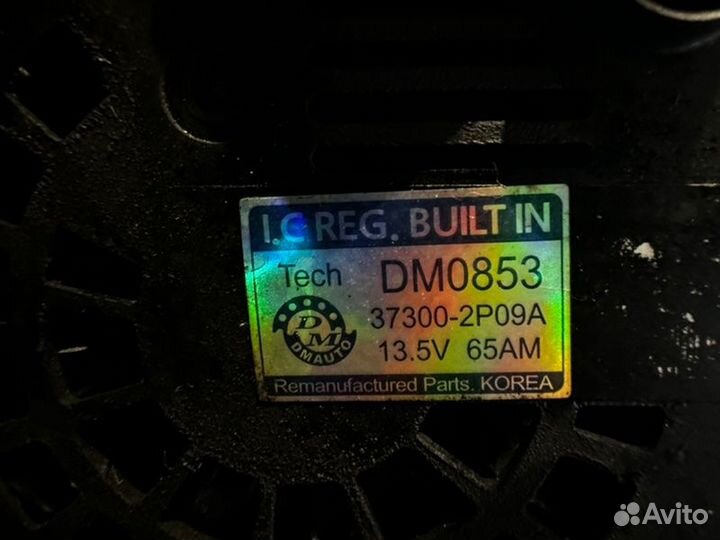 I.C REG. BUILT IN
Tech DM0853
DM
DMAUTO
37300-2P09A
13.5V 65AM
Remanufactured Parts. KOREA
Avito